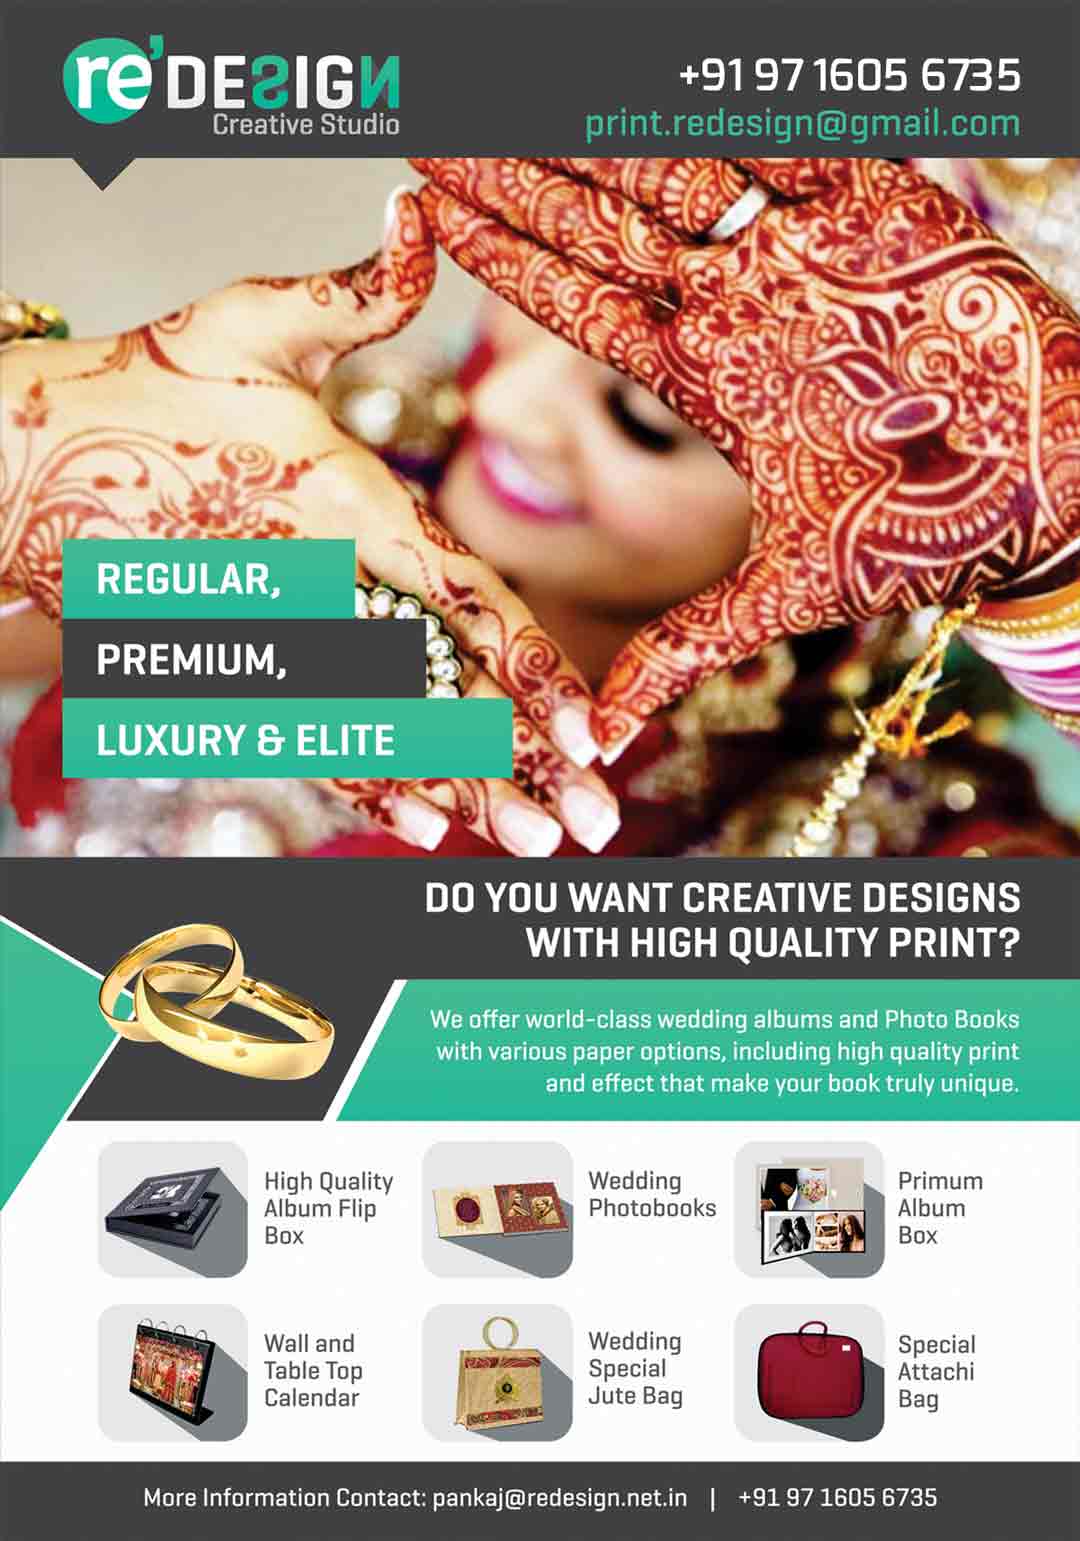 re'DESIGN
Creative Studio
+91 97 1605 6735
print.redesign@gmail.com
REGULAR,
PREMIUM,
LUXURY & ELITE
DO YOU WANT CREATIVE DESIGNS
WITH HIGH QUALITY PRINT?
We offer world-class wedding albums and Photo Books
with various paper options, including high quality print
and effect that make your book truly unique.
High Quality
Album Flip
Box
Wedding
Photobooks
Primum
Album
Box
Wall and
Table Top
Calendar
Wedding
Special
Jute Bag
Special
Attachi
Bag
More Information Contact: pankaj@redesign.net.in | +91 97 1605 6735